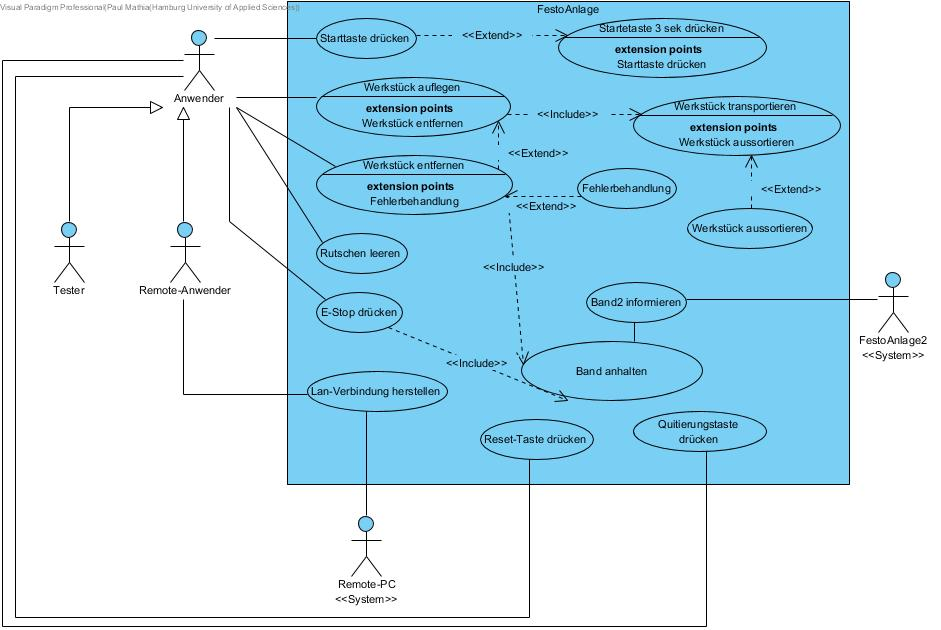 Visual Paradigm Professional(Paul Mathia(Hamburg University of Applied Sciences))
FestoAnlage
Starttaste drücken
<<Extend>>
Startetaste 3 sek drücken
extension points
Starttaste drücken
Anwender
Werkstück auflegen
extension points
Werkstück entfernen
<<Include>>
Werkstück transportieren
extension points
Werkstück aussortieren
<<Extend>>
Werkstück entfernen
extension points
Fehlerbehandlung
<<Extend>>
Fehlerbehandlung
<<Extend>>
Werkstück aussortieren
Rutschen leeren
<<Include>>
Tester
Remote-Anwender
E-Stop drücken
Band2 informieren
FestoAnlage2
<<System>>
<<Include>>
Band anhalten
Lan-Verbindung herstellen
Reset-Taste drücken
Quitierungstaste
drücken
Remote-PC
<<System>>